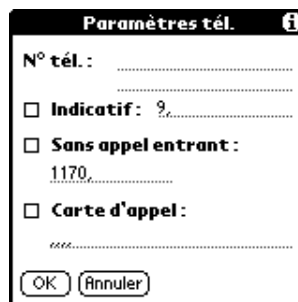 Paramètres tél.
N° tél. :
Indicatif : 9,
Sans appel entrant :
1170,
Carte d'appel :
,,,,
OK Annuler